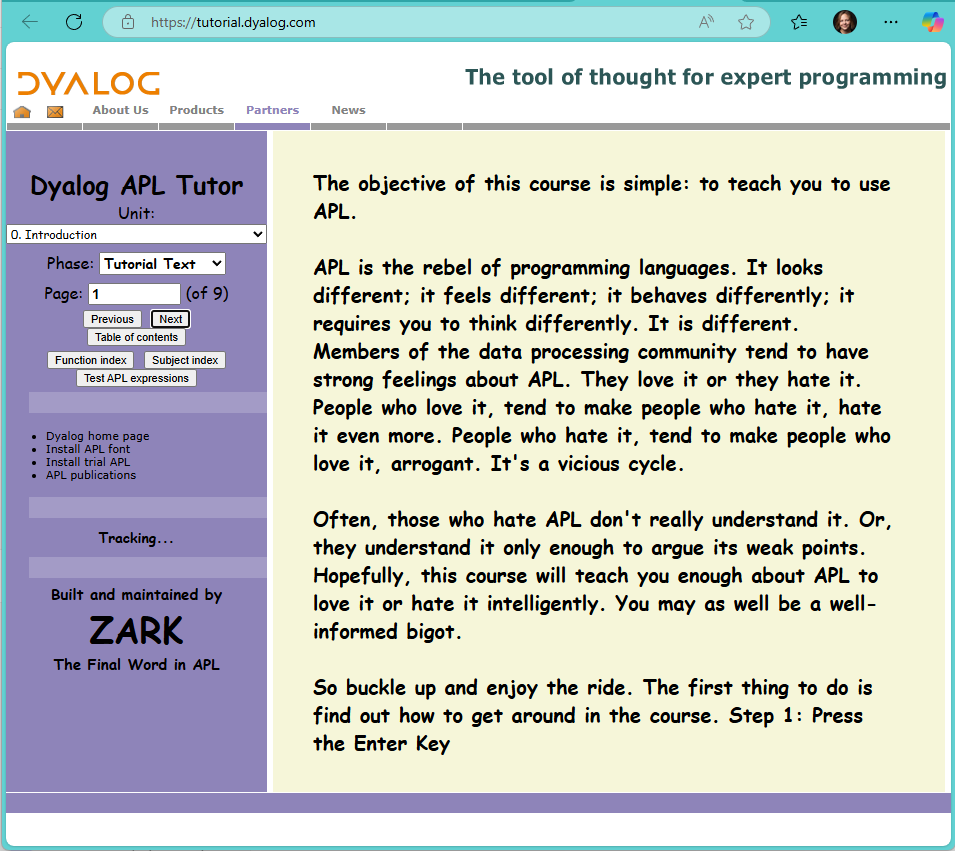 https://tutorial.dyalog.com
DYALOG
The tool of thought for expert programming
About Us Products Partners News
Dyalog APL Tutor
Unit:
0. Introduction
Phase: Tutorial Text
Page: 1 (of 9)
Previous Next
Table of contents
Function index Subject index
Test APL expressions
Dyalog home page
Install APL font
Install trial APL
APL publications
Tracking...
Built and maintained by
ZARK
The Final Word in APL
The objective of this course is simple: to teach you to use
APL.
APL is the rebel of programming languages. It looks
different; it feels different; it behaves differently; it
requires you to think differently. It is different.
Members of the data processing community tend to have
strong feelings about APL. They love it or they hate it.
People who love it, tend to make people who hate it, hate
it even more. People who hate it, tend to make people who
love it, arrogant. It's a vicious cycle.
Often, those who hate APL don't really understand it. Or,
they understand it only enough to argue its weak points.
Hopefully, this course will teach you enough about APL to
love it or hate it intelligently. You may as well be a well-
informed bigot.
So buckle up and enjoy the ride. The first thing to do is
find out how to get around in the course. Step 1: Press
the Enter Key